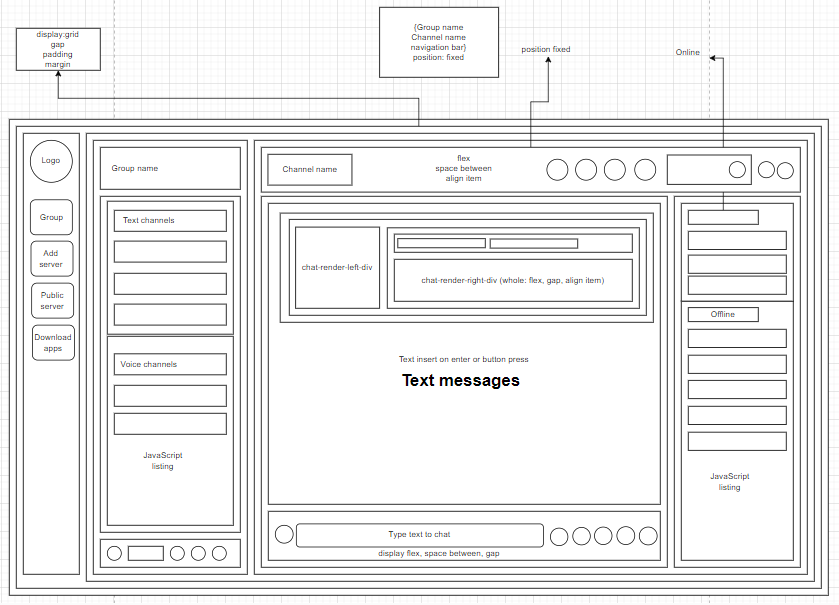 display:grid
gap
padding
margin
{Group name
Channel name
navigation bar}
position: fixed
position fixed
Online
Logo
Group
Add
server
Public
server
Download
apps
Group name
Text channels
Voice channels
JavaScript
listing
Channel name
flex
space between
align item
chat-render-left-div
chat-render-right-div (whole: flex, gap, align item)
Text insert on enter or button press
Text messages
Type text to chat
display flex, space between, gap
Offline
JavaScript
listing